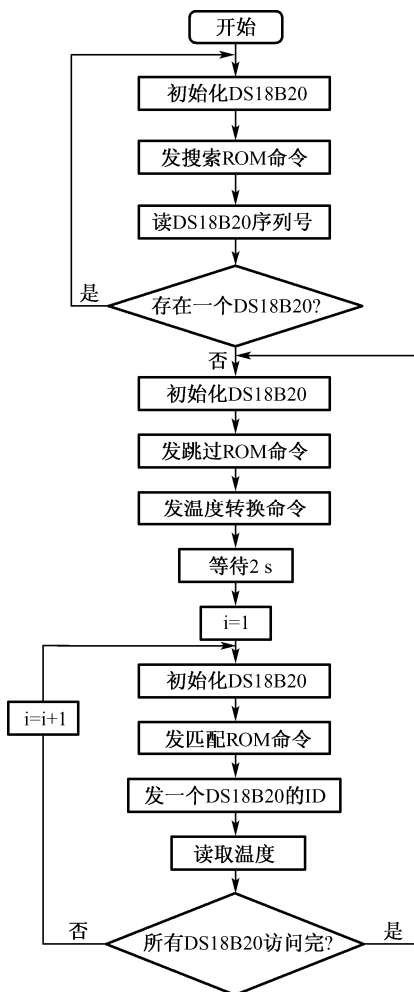 开始
初始化DS18B20
发搜索ROM命令
读DS18B20序列号
是
存在一个DS18B20?
否
初始化DS18B20
发跳过ROM命令
发温度转换命令
等待2 s
i=1
初始化DS18B20
i=i+1
发匹配ROM命令
发一个DS18B20的ID
读取温度
否
所有DS18B20访问完?
是